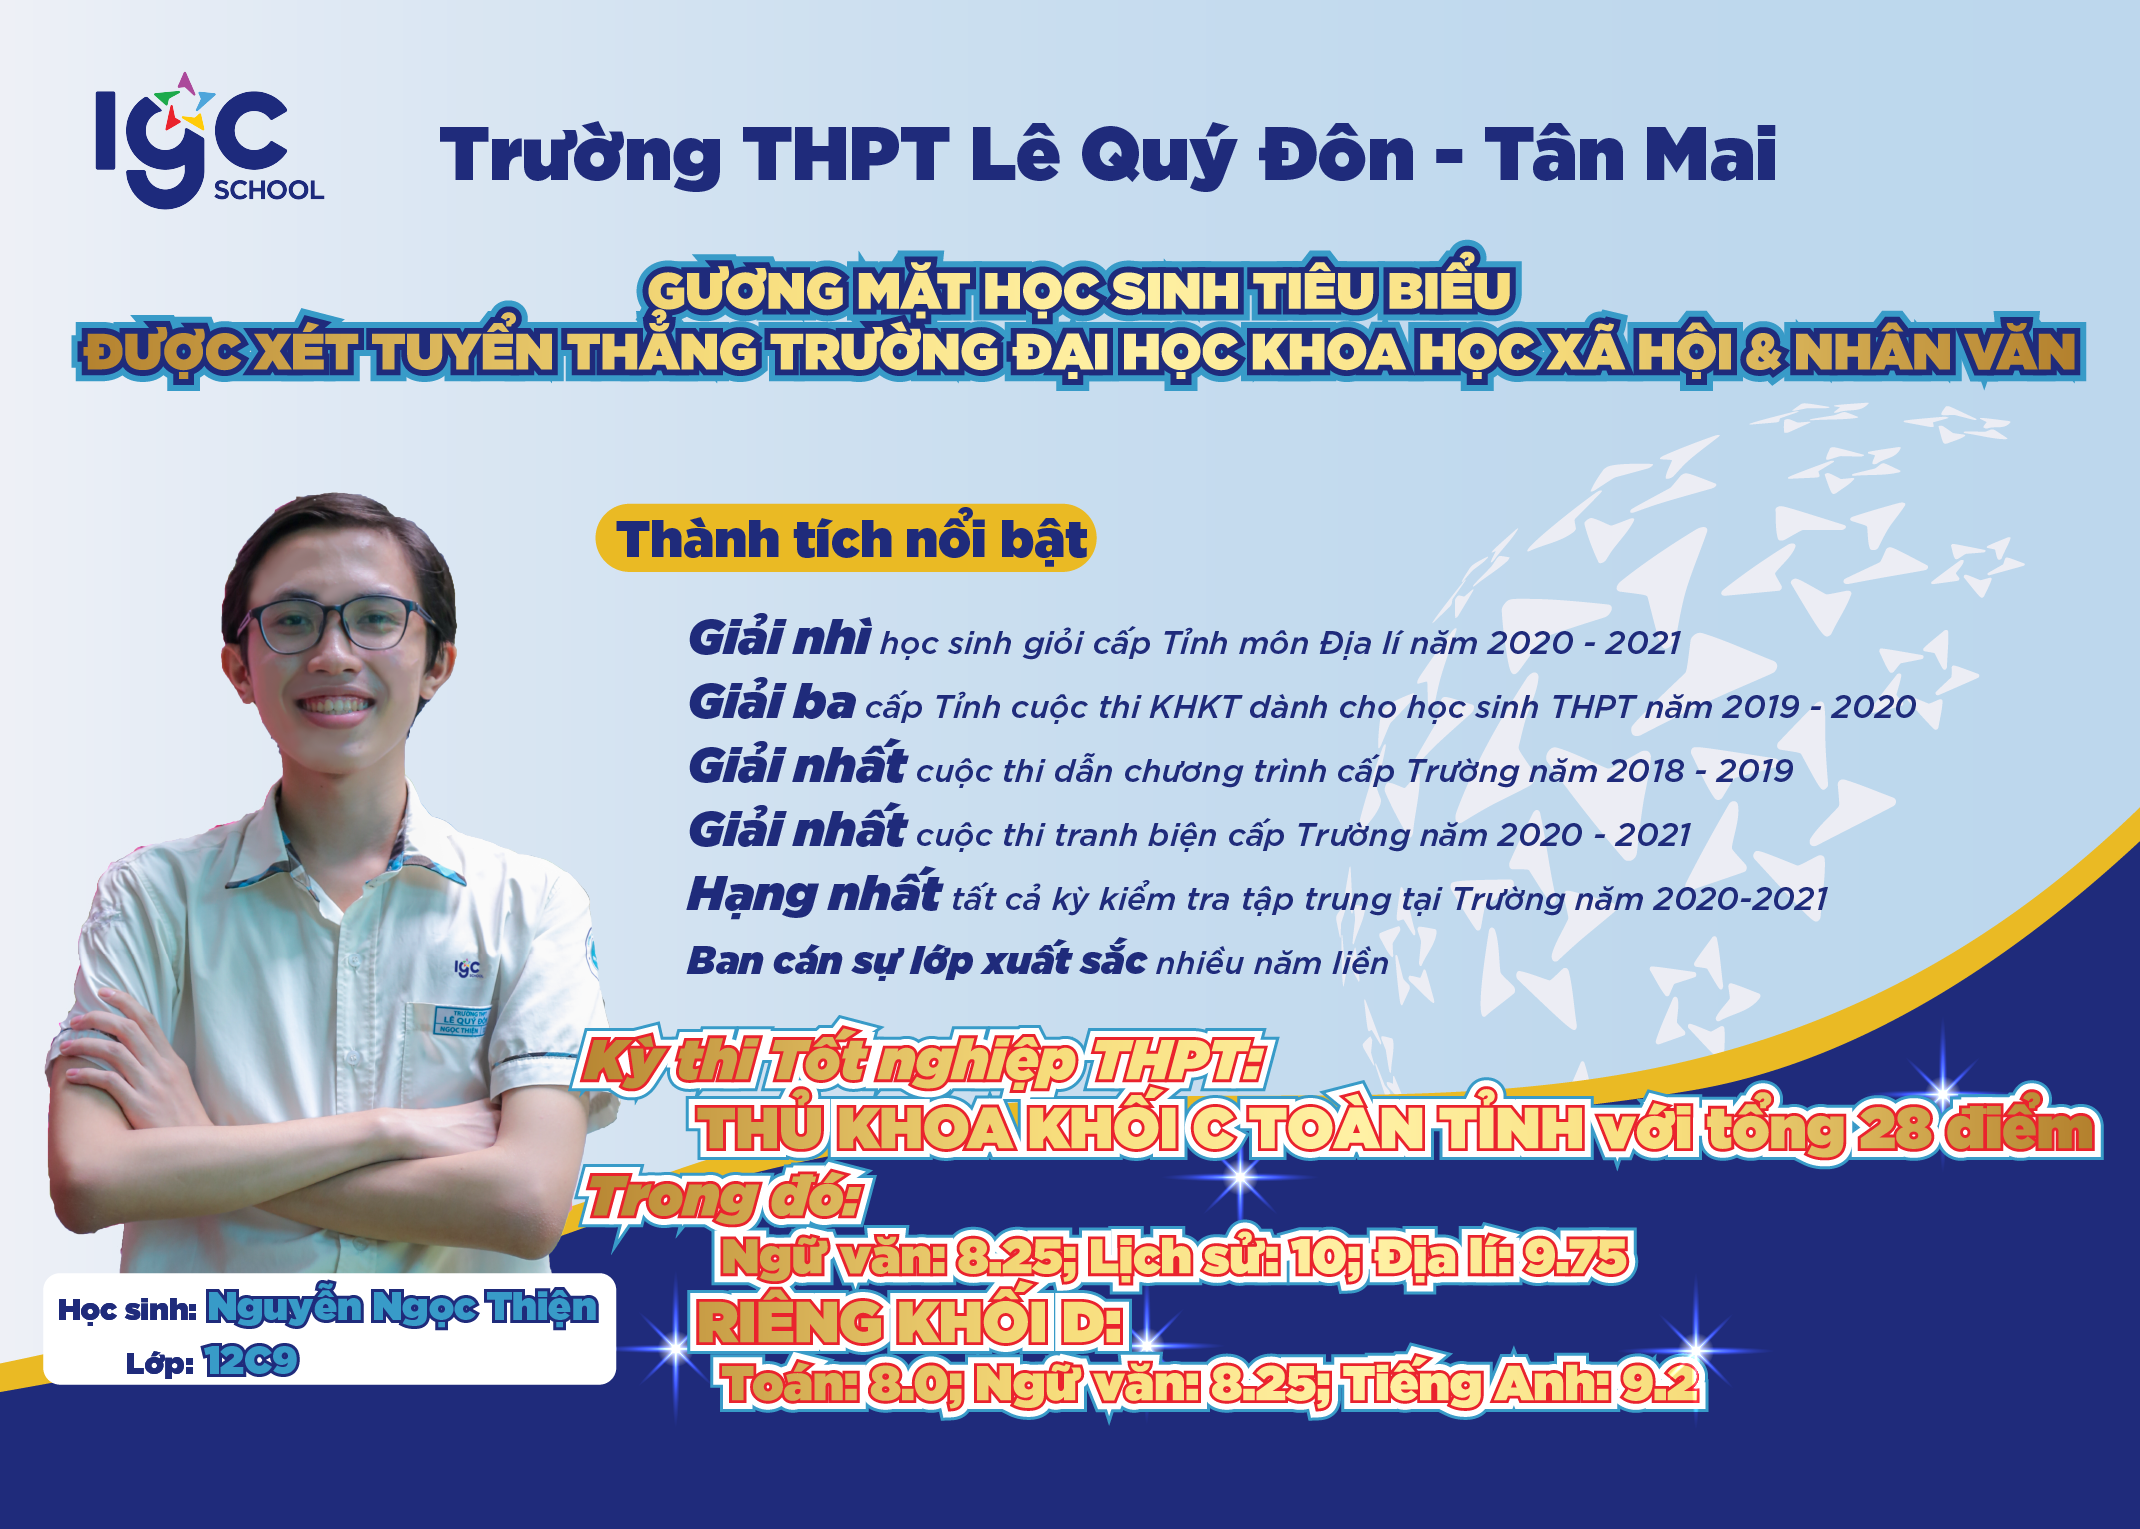 IGC
SCHOOL
Trường THPT Lê Quý Đôn - Tân Mai
GƯƠNG MẶT HỌC SINH TIÊU BIỂU
ĐƯỢC XÉT TUYỂN THẲNG TRƯỜNG ĐẠI HỌC KHOA HỌC XÃ HỘI & NHÂN VĂN
Thành tích nổi bật
Giải nhì học sinh giỏi cấp Tỉnh môn Địa lí năm 2020 - 2021
Giải ba cấp Tỉnh cuộc thi KHKT dành cho học sinh THPT năm 2019 - 2020
Giải nhất cuộc thi dẫn chương trình cấp Trường năm 2018 - 2019
Giải nhất cuộc thi tranh biện cấp Trường năm 2020 - 2021
Hạng nhất tất cả kỳ kiểm tra tập trung tại Trường năm 2020-2021
Ban cán sự lớp xuất sắc nhiều năm liền
IGC
TRƯỜNG
LÊ QUÝ
NGỌC THIỆN
Kỳ thi Tốt nghiệp THPT:
THỦ KHOA KHỐI C TOÀN TỈNH với tổng 28 điểm
Trong đó:
Ngữ văn: 8.25; Lịch sử: 10; Địa lí: 9.75
RIÊNG KHỐI D:
Toán: 8.0; Ngữ văn: 8.25; Tiếng Anh: 9.2
Học sinh: Nguyễn Ngọc Thiện
Lớp: 12C9